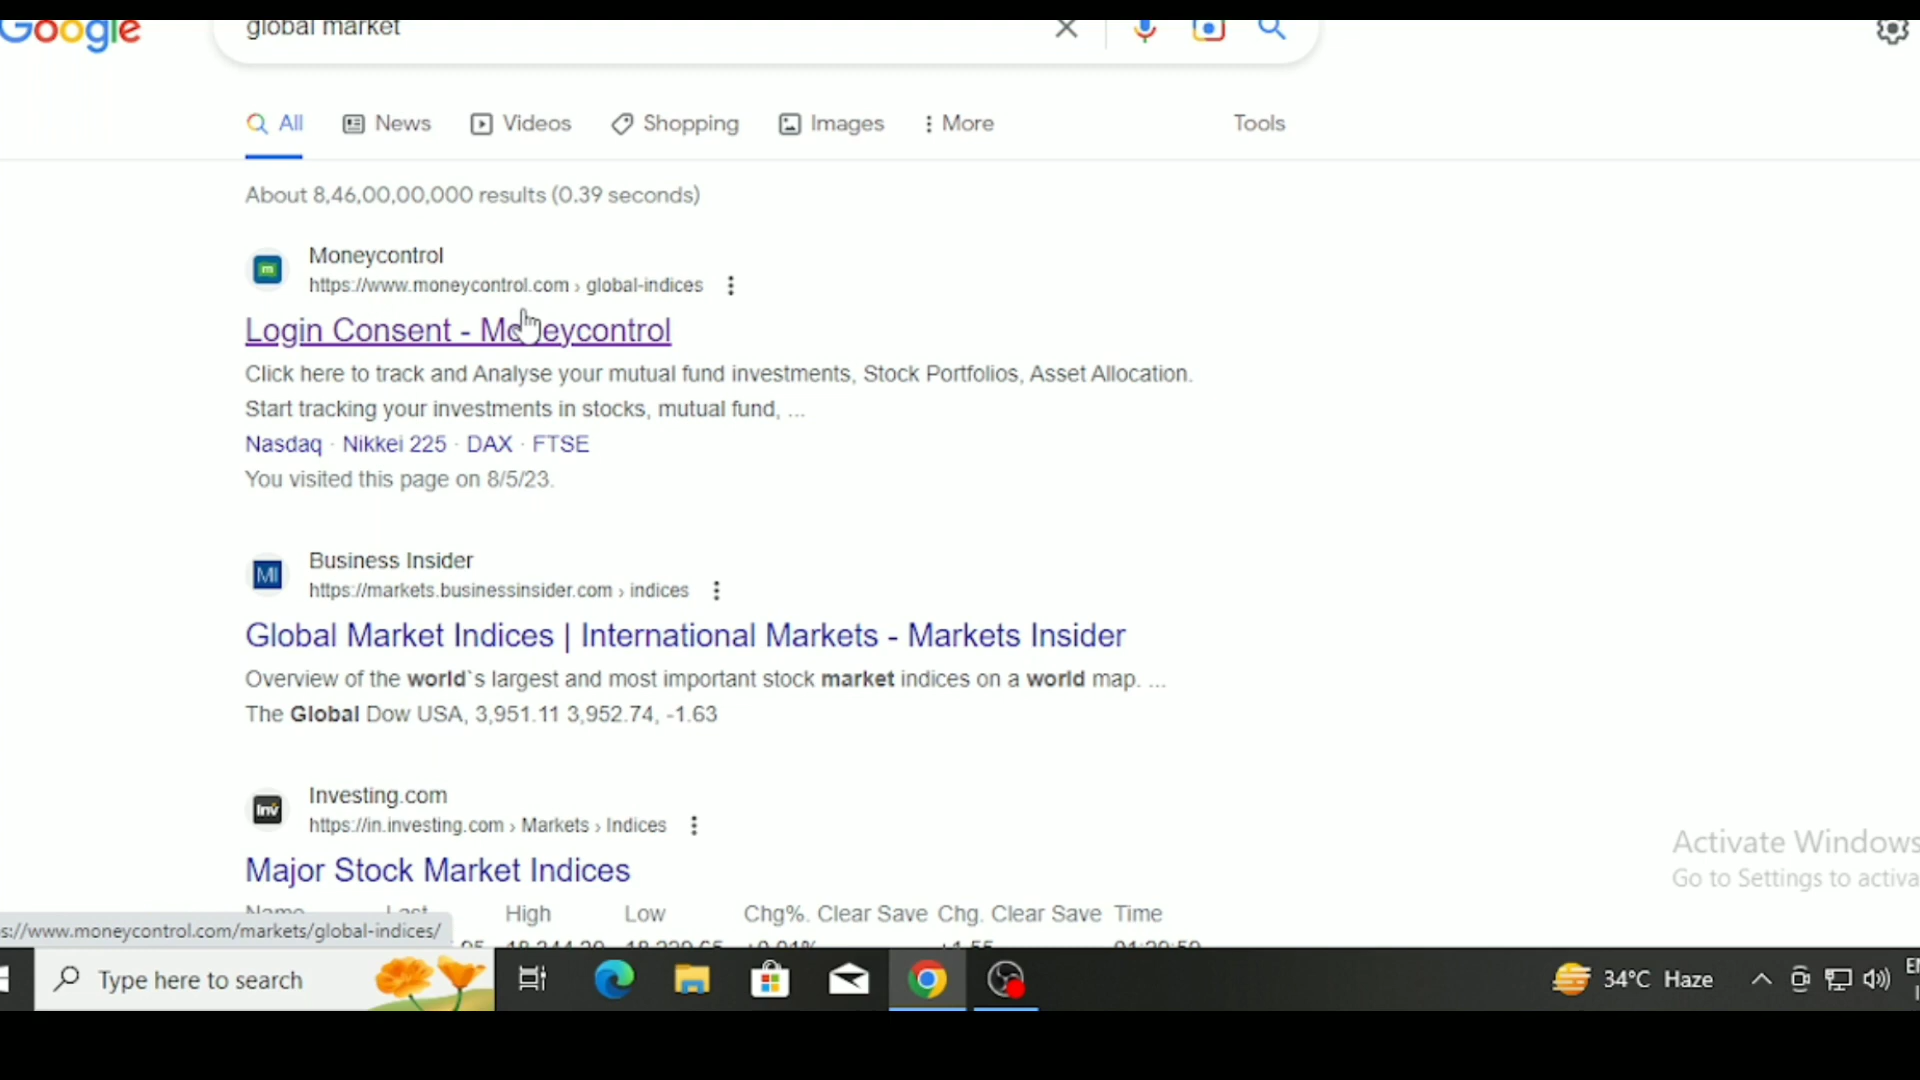 Google
global market
All News Videos Shopping Images More Tools
About 8,46,00,00,000 results (0.39 seconds)
Moneycontrol
https://www.moneycontrol.com › global-indices
Login Consent - Moneycontrol
Click here to track and Analyse your mutual fund investments, Stock Portfolios, Asset Allocation.
Start tracking your investments in stocks, mutual fund, ...
Nasdaq · Nikkei 225 · DAX · FTSE
You visited this page on 8/5/23.
MI
Business Insider
https://markets.businessinsider.com › indices
Global Market Indices | International Markets - Markets Insider
Overview of the world`s largest and most important stock market indices on a world map. ...
The Global Dow USA, 3,951.11 3,952.74, -1.63
Inv
Investing.com
https://in.investing.com › Markets › Indices
Major Stock Market Indices
Name Last High Low Chg%. Clear Save Chg. Clear Save Time
s://www.moneycontrol.com/markets/global-indices/
Activate Windows
Go to Settings to activa
Type here to search
34°C Haze